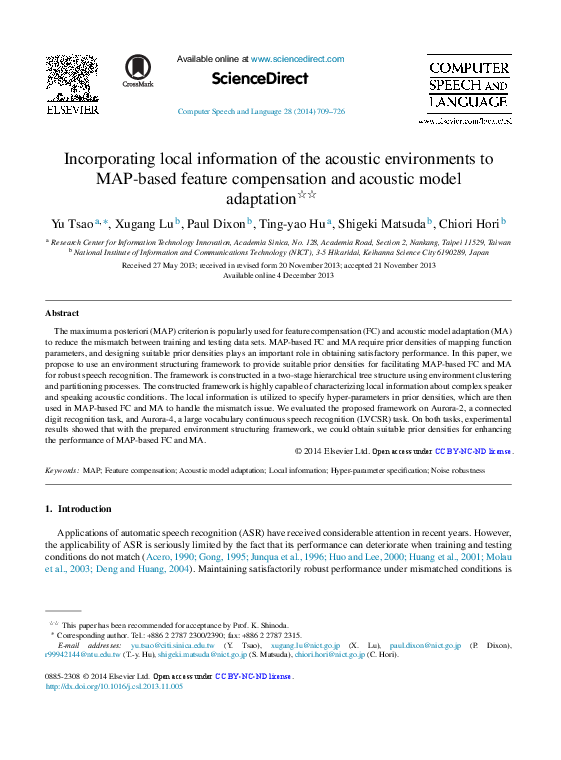 Available online at www.sciencedirect.com
CrossMark
ScienceDirect
ELSEVIER
Computer Speech and Language 28 (2014) 709–726
COMPUTER
SPEECH AND
LANGUAGE
www.elsevier.com/locate/csl
Incorporating local information of the acoustic environments to
MAP-based feature compensation and acoustic model
adaptation☆☆
Yu Tsao a,∗, Xugang Lu b, Paul Dixon b, Ting-yao Hu a, Shigeki Matsuda b, Chiori Hori b
a Research Center for Information Technology Innovation, Academia Sinica, No. 128, Academia Road, Section 2, Nankang, Taipei 11529, Taiwan
b National Institute of Information and Communications Technology (NICT), 3-5 Hikaridai, Keihanna Science City 6190289, Japan
Received 27 May 2013; received in revised form 20 November 2013; accepted 21 November 2013
Available online 4 December 2013
Abstract
The maximum a posteriori (MAP) criterion is popularly used for feature compensation (FC) and acoustic model adaptation (MA)
to reduce the mismatch between training and testing data sets. MAP-based FC and MA require prior densities of mapping function
parameters, and designing suitable prior densities plays an important role in obtaining satisfactory performance. In this paper, we
propose to use an environment structuring framework to provide suitable prior densities for facilitating MAP-based FC and MA
for robust speech recognition. The framework is constructed in a two-stage hierarchical tree structure using environment clustering
and partitioning processes. The constructed framework is highly capable of characterizing local information about complex speaker
and speaking acoustic conditions. The local information is utilized to specify hyper-parameters in prior densities, which are then
used in MAP-based FC and MA to handle the mismatch issue. We evaluated the proposed framework on Aurora-2, a connected
digit recognition task, and Aurora-4, a large vocabulary continuous speech recognition (LVCSR) task. On both tasks, experimental
results showed that with the prepared environment structuring framework, we could obtain suitable prior densities for enhancing
the performance of MAP-based FC and MA.
© 2014 Elsevier Ltd. Open access under CC BY-NC-ND license.
Keywords: MAP; Feature compensation; Acoustic model adaptation; Local information; Hyper-parameter specification; Noise robustness
1. Introduction
Applications of automatic speech recognition (ASR) have received considerable attention in recent years. However,
the applicability of ASR is seriously limited by the fact that its performance can deteriorate when training and testing
conditions do not match (Acero, 1990; Gong, 1995; Junqua et al., 1996; Huo and Lee, 2000; Huang et al., 2001; Molau
et al., 2003; Deng and Huang, 2004). Maintaining satisfactorily robust performance under mismatched conditions is
☆☆ This paper has been recommended for acceptance by Prof. K. Shinoda.
∗ Corresponding author. Tel.: +886 2 2787 2300/2390; fax: +886 2 2787 2315.
E-mail addresses: yu.tsao@citi.sinica.edu.tw (Y. Tsao), xugang.lu@nict.go.jp (X. Lu), paul.dixon@nict.go.jp (P. Dixon),
r99942144@ntu.edu.tw (T.-y. Hu), shigeki.matsuda@nict.go.jp (S. Matsuda), chiori.hori@nict.go.jp (C. Hori).
0885-2308 © 2014 Elsevier Ltd. Open access under CC BY-NC-ND license.
http://dx.doi.org/10.1016/j.csl.2013.11.005